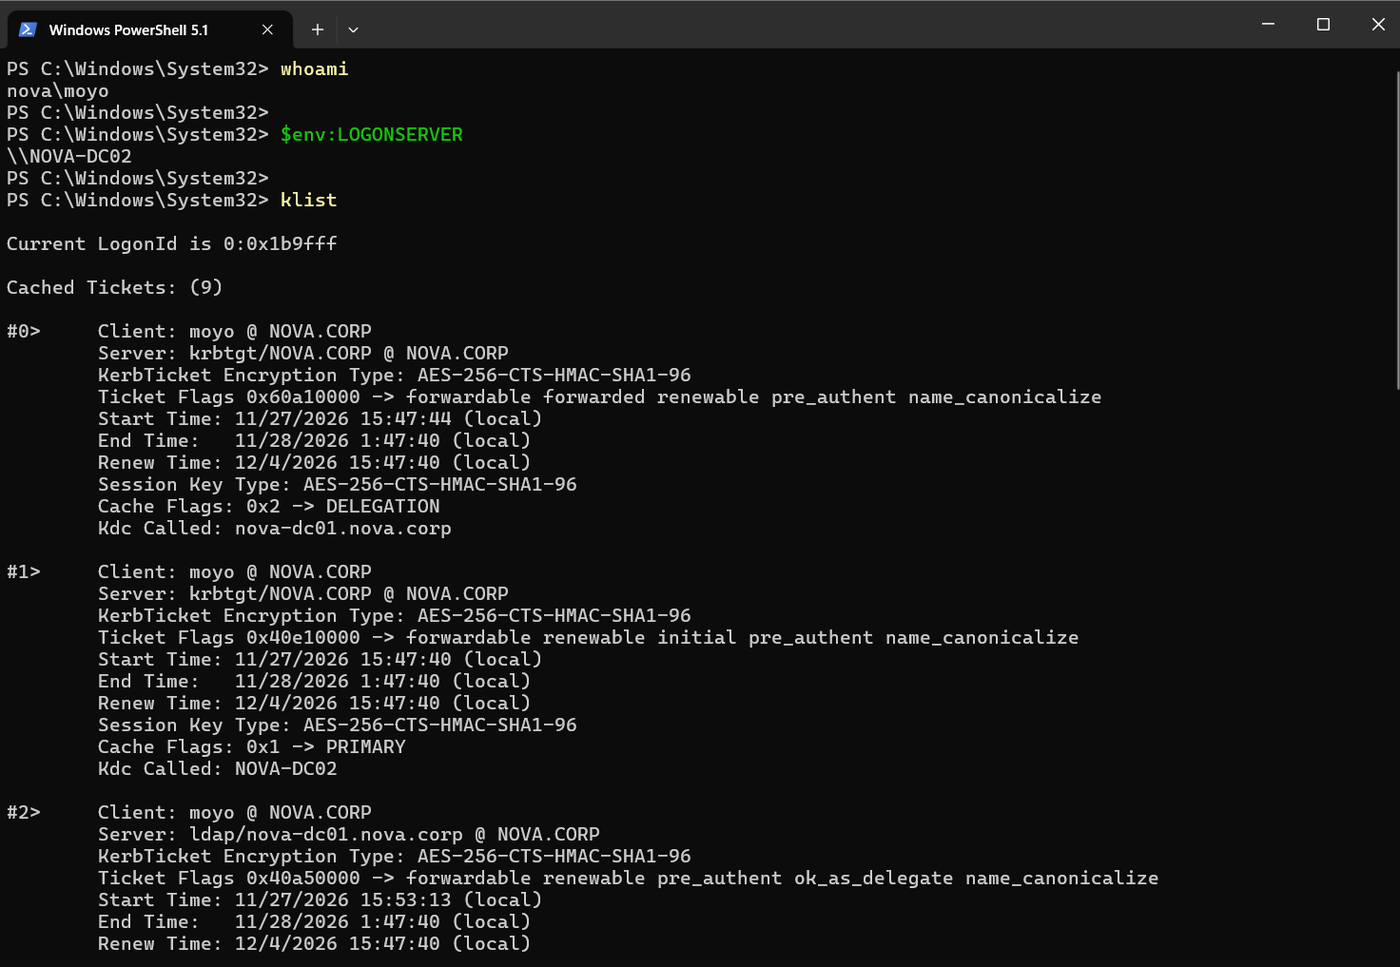 Windows PowerShell 5.1
PS C:\Windows\System32> whoami
nova\moyo
PS C:\Windows\System32>
PS C:\Windows\System32> $env:LOGONSERVER
\\NOVA-DC02
PS C:\Windows\System32>
PS C:\Windows\System32> klist

Current LogonId is 0:0x1b9fff

Cached Tickets: (9)

#0>     Client: moyo @ NOVA.CORP
        Server: krbtgt/NOVA.CORP @ NOVA.CORP
        KerbTicket Encryption Type: AES-256-CTS-HMAC-SHA1-96
        Ticket Flags 0x60a10000 -> forwardable forwarded renewable pre_authent name_canonicalize
        Start Time: 11/27/2026 15:47:44 (local)
        End Time:   11/28/2026 1:47:40 (local)
        Renew Time: 12/4/2026 15:47:40 (local)
        Session Key Type: AES-256-CTS-HMAC-SHA1-96
        Cache Flags: 0x2 -> DELEGATION
        Kdc Called: nova-dc01.nova.corp

#1>     Client: moyo @ NOVA.CORP
        Server: krbtgt/NOVA.CORP @ NOVA.CORP
        KerbTicket Encryption Type: AES-256-CTS-HMAC-SHA1-96
        Ticket Flags 0x40e10000 -> forwardable renewable initial pre_authent name_canonicalize
        Start Time: 11/27/2026 15:47:40 (local)
        End Time:   11/28/2026 1:47:40 (local)
        Renew Time: 12/4/2026 15:47:40 (local)
        Session Key Type: AES-256-CTS-HMAC-SHA1-96
        Cache Flags: 0x1 -> PRIMARY
        Kdc Called: NOVA-DC02

#2>     Client: moyo @ NOVA.CORP
        Server: ldap/nova-dc01.nova.corp @ NOVA.CORP
        KerbTicket Encryption Type: AES-256-CTS-HMAC-SHA1-96
        Ticket Flags 0x40a50000 -> forwardable renewable pre_authent ok_as_delegate name_canonicalize
        Start Time: 11/27/2026 15:53:13 (local)
        End Time:   11/28/2026 1:47:40 (local)
        Renew Time: 12/4/2026 15:47:40 (local)